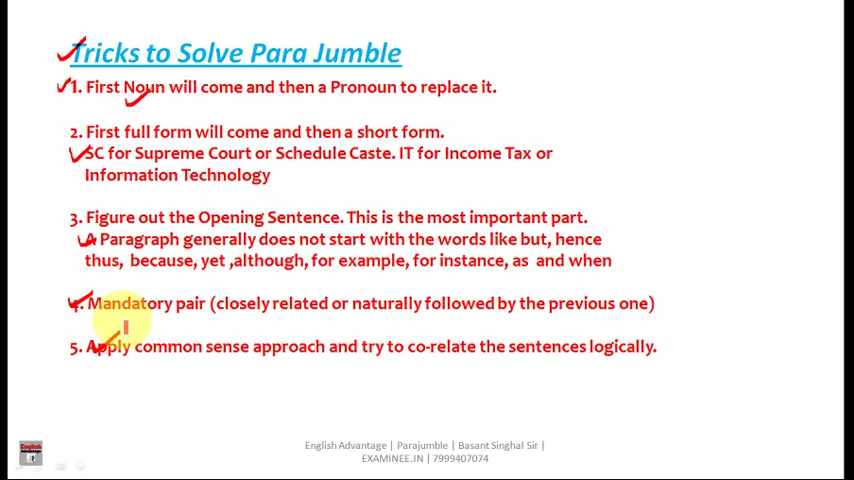 Tricks to Solve Para Jumble
1. First Noun will come and then a Pronoun to replace it.
2. First full form will come and then a short form.
SC for Supreme Court or Schedule Caste. IT for Income Tax or
Information Technology
3. Figure out the Opening Sentence. This is the most important part.
A Paragraph generally does not start with the words like but, hence
thus, because, yet ,although, for example, for instance, as and when
4. Mandatory pair (closely related or naturally followed by the previous one)
5. Apply common sense approach and try to co-relate the sentences logically.
English Advantage | Parajumble | Basant Singhal Sir |
EXAMINEE.IN | 7999407074
English
Advantage